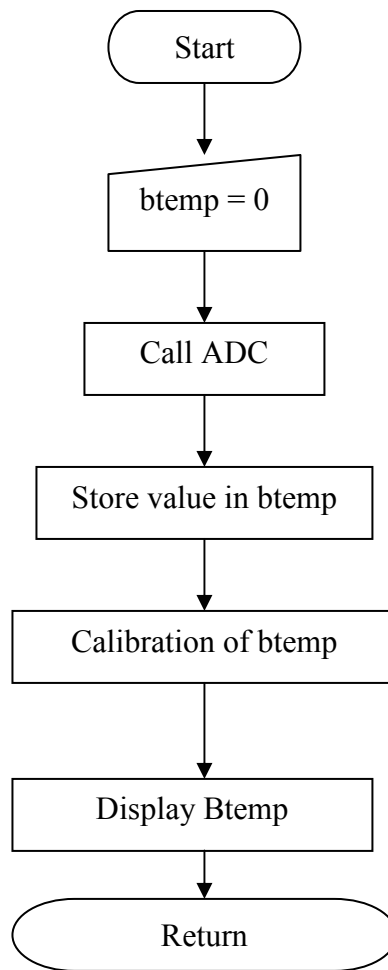 Start
btemp = 0
Call ADC
Store value in btemp
Calibration of btemp
Display Btemp
Return